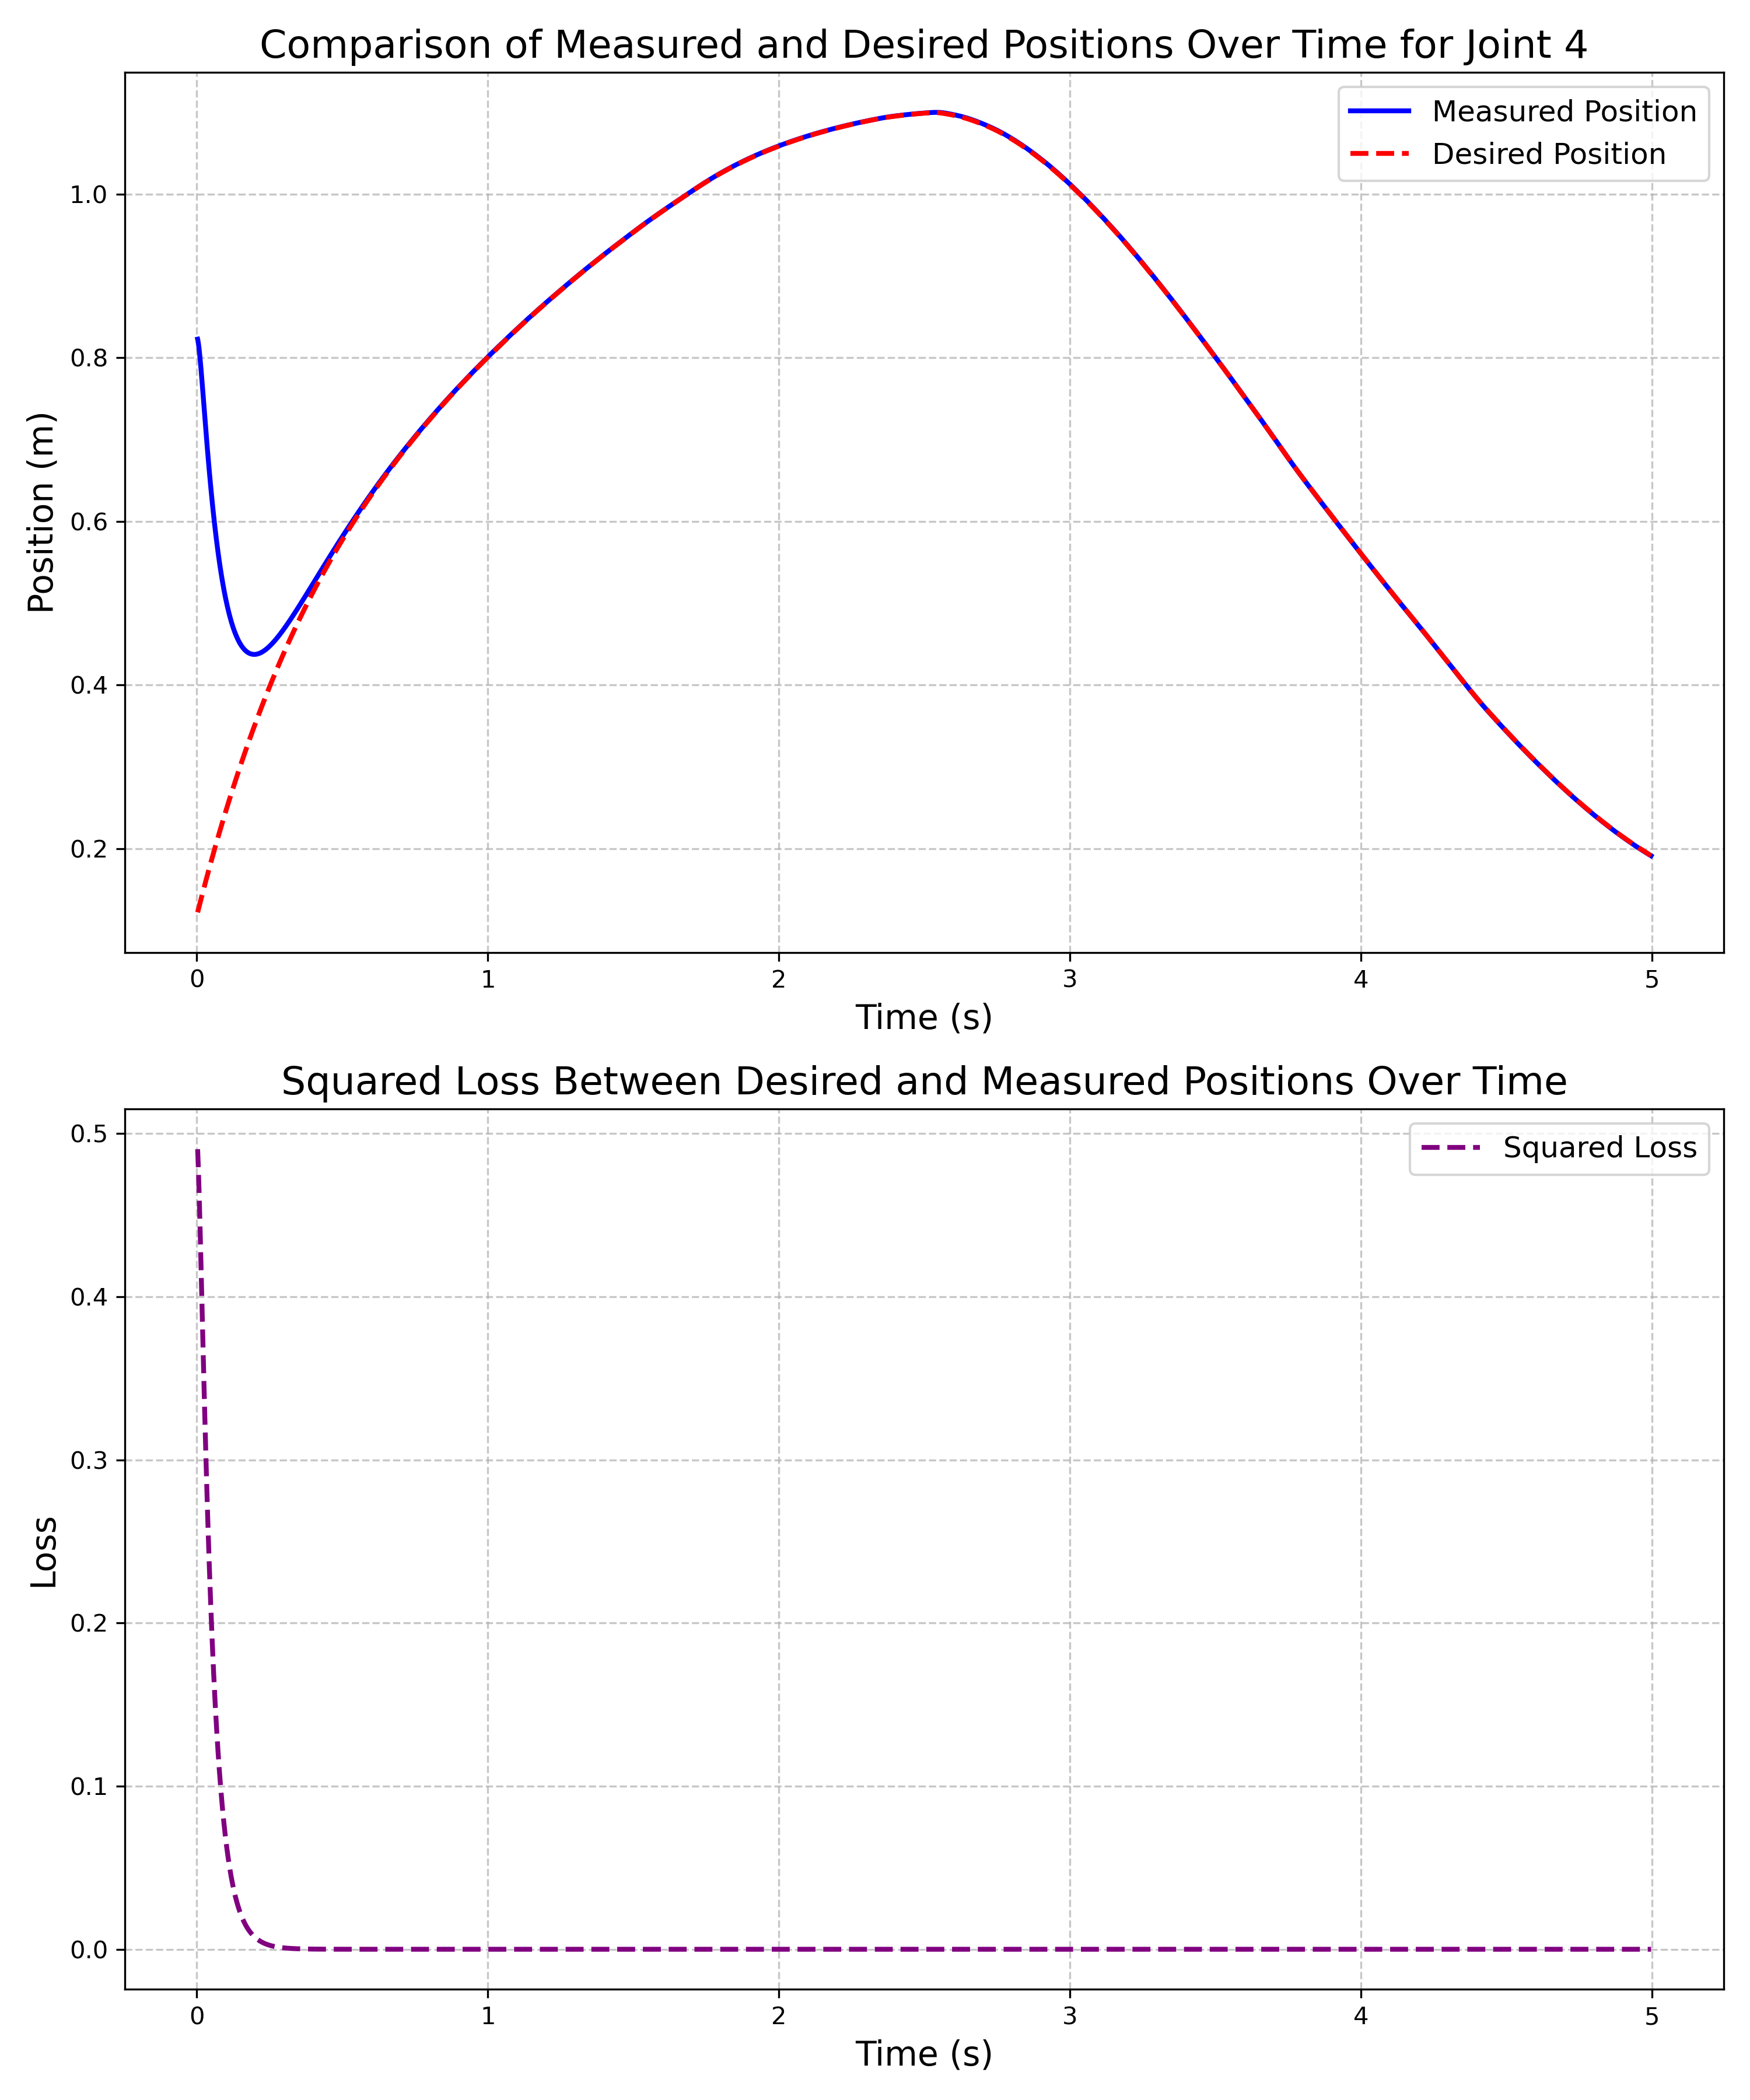 Comparison of Measured and Desired Positions Over Time for Joint 4
Measured Position
Desired Position
Position (m)
1.0
0.8
0.6
0.4
0.2
0 1 2 3 4 5
Time (s)
Squared Loss Between Desired and Measured Positions Over Time
Squared Loss
Loss
0.5
0.4
0.3
0.2
0.1
0.0
0 1 2 3 4 5
Time (s)